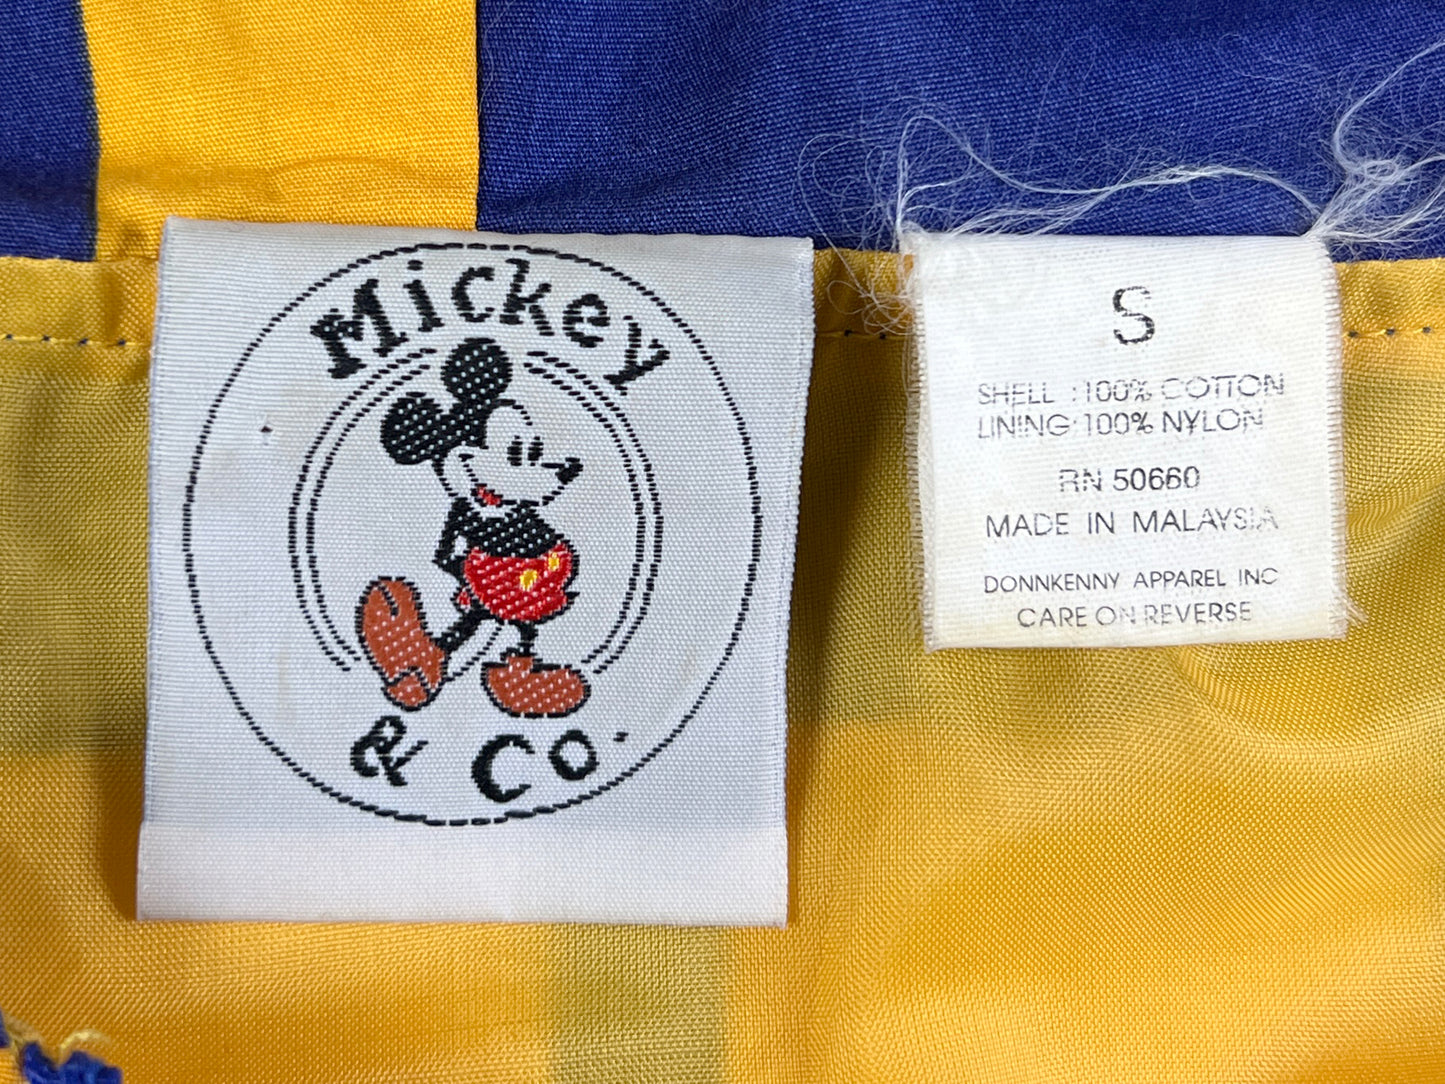 Mickey
& Co.
S
SHELL :100% COTTON
LINING:100% NYLON
RN 50660
MADE IN MALAYSIA
DONNKENNY APPAREL INC
CARE ON REVERSE